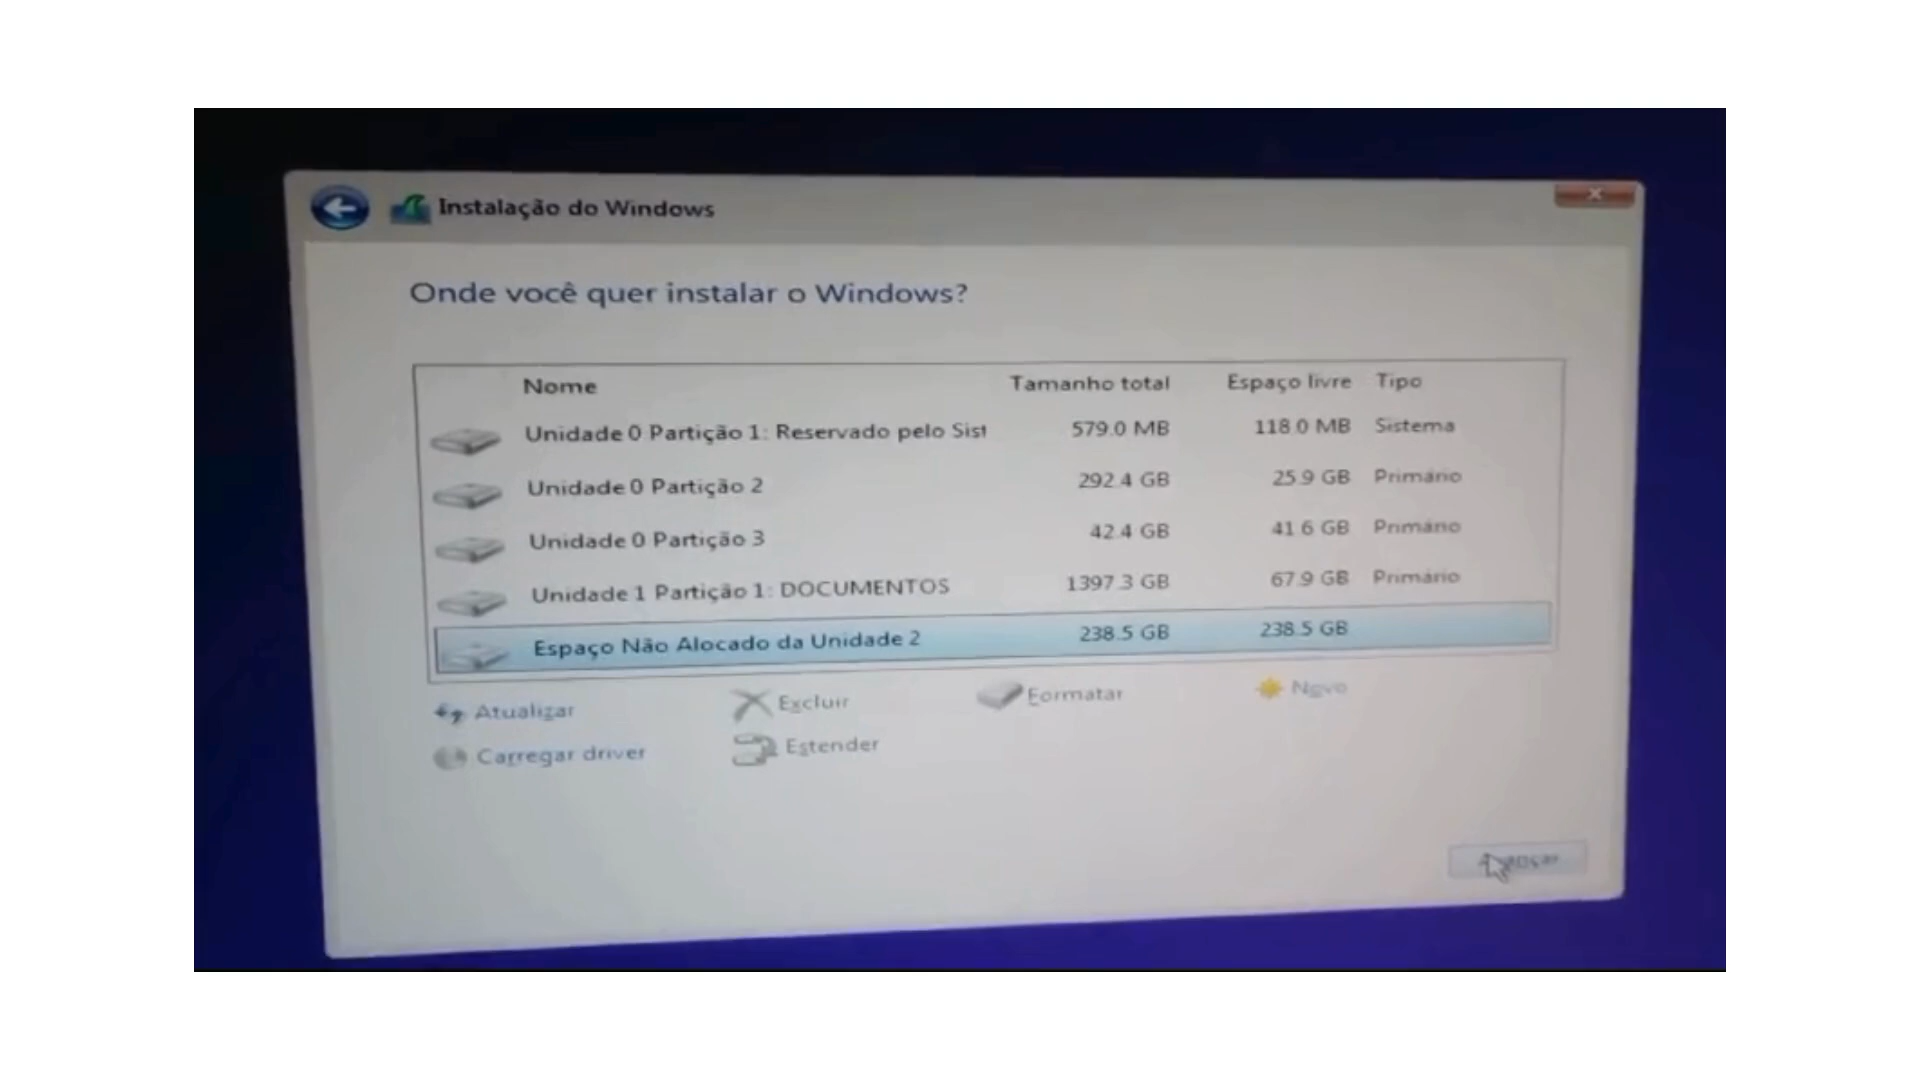 Instalação do Windows
Onde você quer instalar o Windows?
Nome Tamanho total Espaço livre Tipo
Unidade 0 Partição 1: Reservado pelo Sist 579.0 MB 118.0 MB Sistema
Unidade 0 Partição 2 292.4 GB 25.9 GB Primário
Unidade 0 Partição 3 42.4 GB 41.6 GB Primário
Unidade 1 Partição 1: DOCUMENTOS 1397.3 GB 67.9 GB Primário
Espaço Não Alocado da Unidade 2 238.5 GB 238.5 GB
Atualizar Excluir Formatar Novo
Carregar driver Estender
Avançar